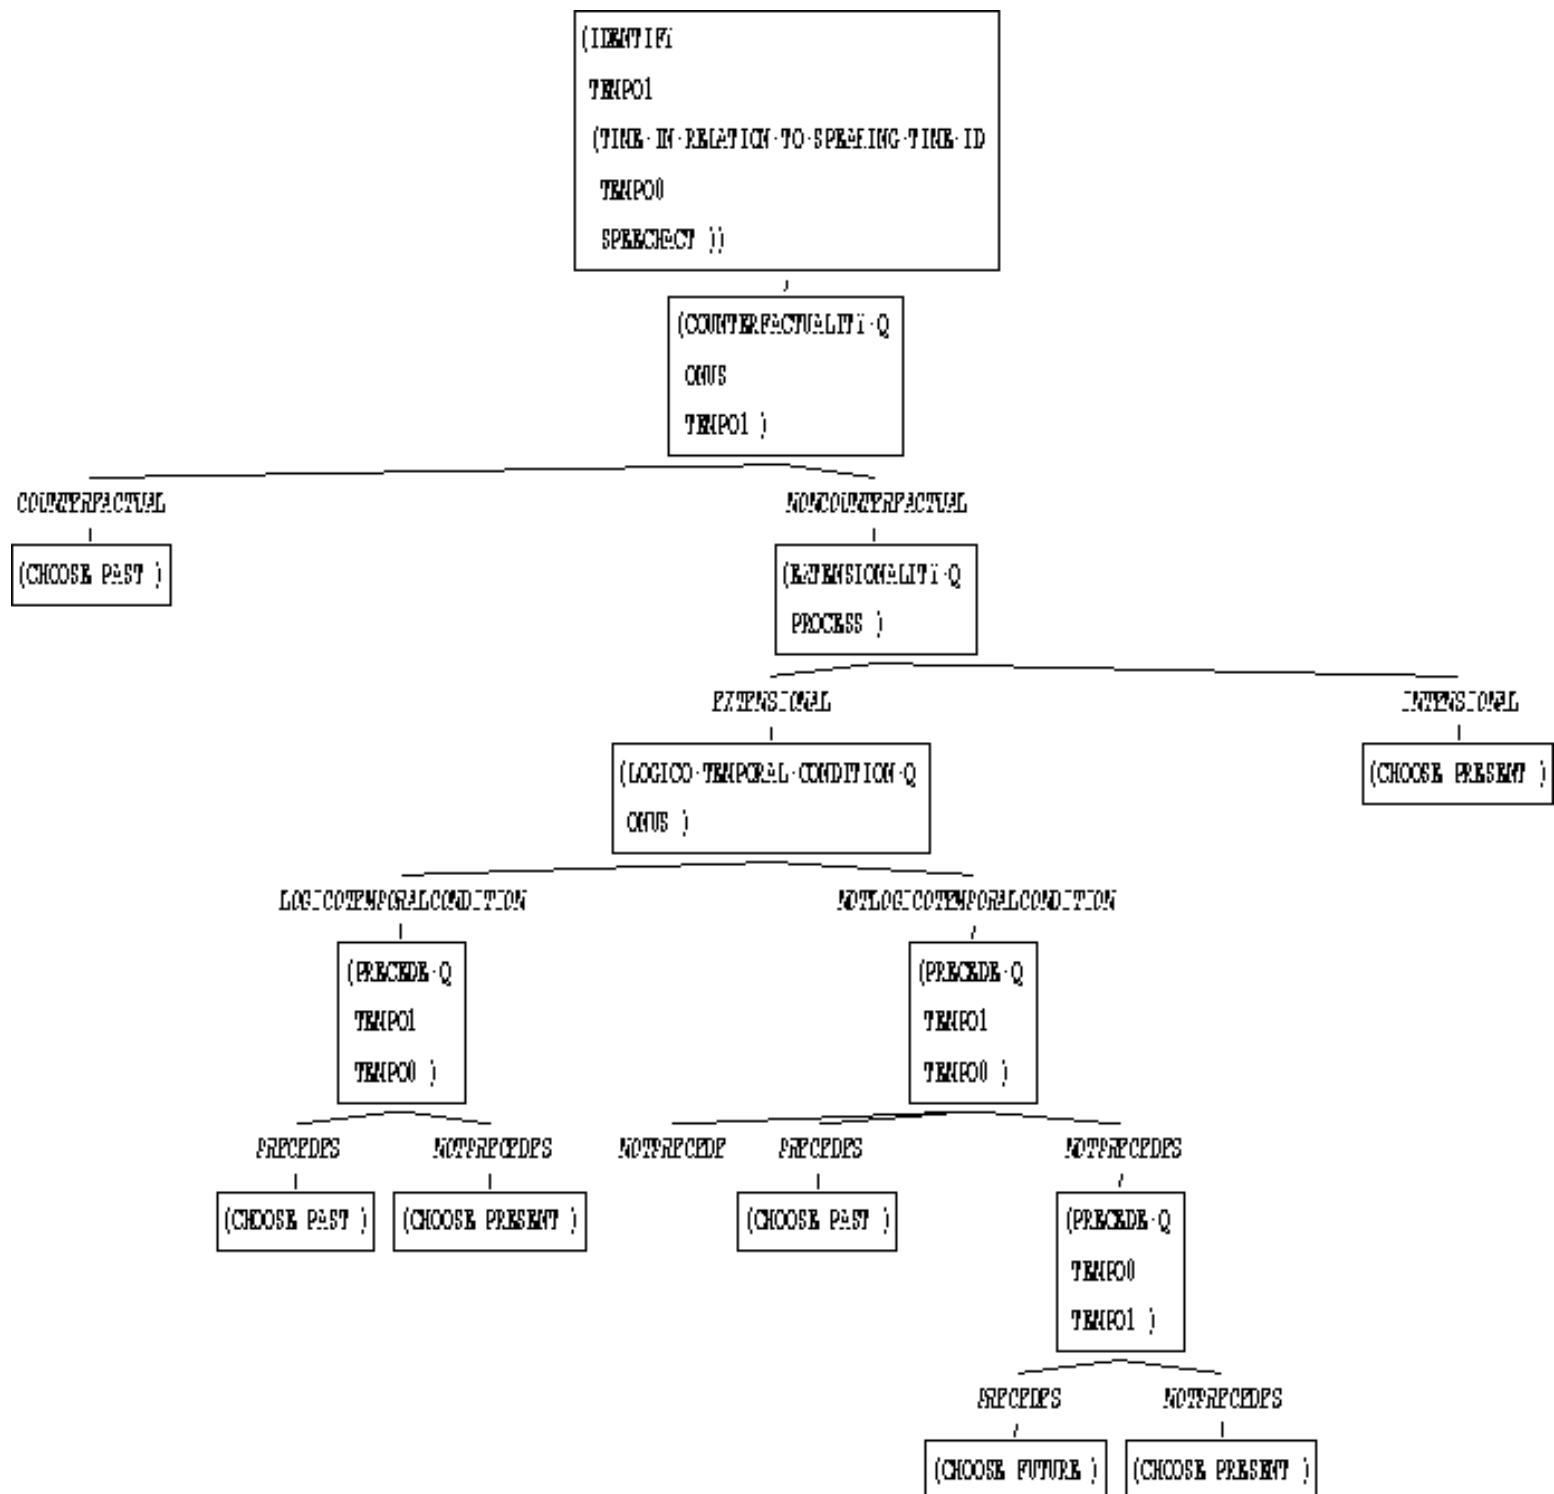 (IDENTIFY
TEMPO1
(TIME-IN-RELATION-TO-SPEAKING-TIME-ID
TEMPO0
SPEECHACT ))
(COUNTERFACTUALITY-Q
ONUS
TEMPO1 )
COUNTERFACTUAL
NONCOUNTERFACTUAL
(CHOOSE PAST )
(EXTENSIONALITY-Q
PROCESS )
EXTENSIONAL
INTENSIONAL
(LOGICO-TEMPORAL-CONDITION-Q
ONUS )
(CHOOSE PRESENT )
LOGICOTEMPORALCONDITION
NOTLOGICOTEMPORALCONDITION
(PRECEDE-Q
TEMPO1
TEMPO0 )
(PRECEDE-Q
TEMPO1
TEMPO0 )
PRECEDES
NOTPRECEDES
NOTPRECEDE
PRECEDES
NOTPRECEDES
(CHOOSE PAST )
(CHOOSE PRESENT )
(CHOOSE PAST )
(PRECEDE-Q
TEMPO0
TEMPO1 )
PRECEDES
NOTPRECEDES
(CHOOSE FUTURE )
(CHOOSE PRESENT )